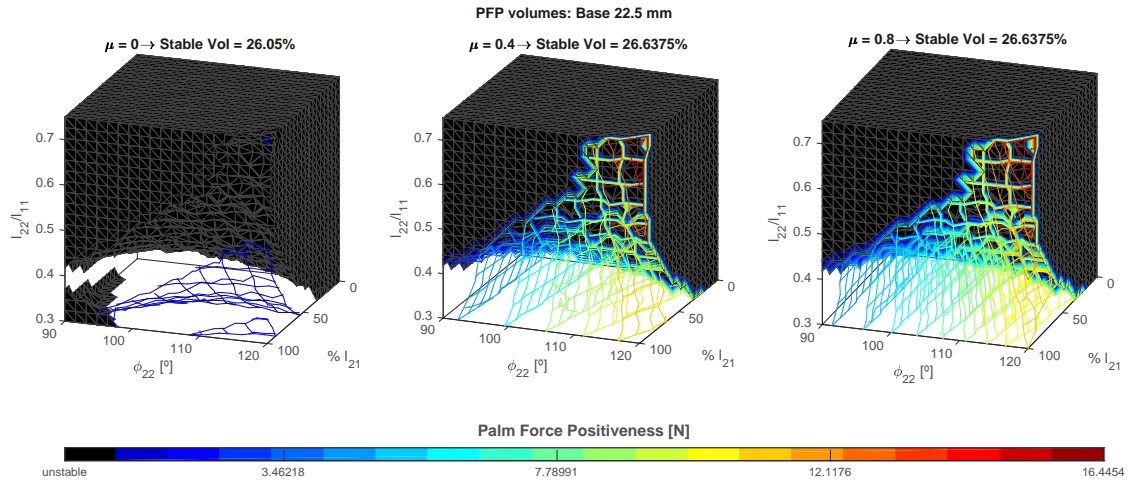 PFP volumes: Base 22.5 mm
μ = 0→ Stable Vol = 26.05%
μ = 0.4→ Stable Vol = 26.6375%
μ = 0.8→ Stable Vol = 26.6375%
0.7
0.6
0.5
0.4
0.3
l22/l11
90
100
110
120
ϕ22 [º]
100
50
0
% l21
0.7
0.6
0.5
0.4
0.3
l22/l11
90
100
110
120
ϕ22 [º]
100
50
0
% l21
0.7
0.6
0.5
0.4
0.3
l22/l11
90
100
110
120
ϕ22 [º]
100
50
0
% l21
Palm Force Positiveness [N]
unstable 3.46218 7.78991 12.1176 16.4454